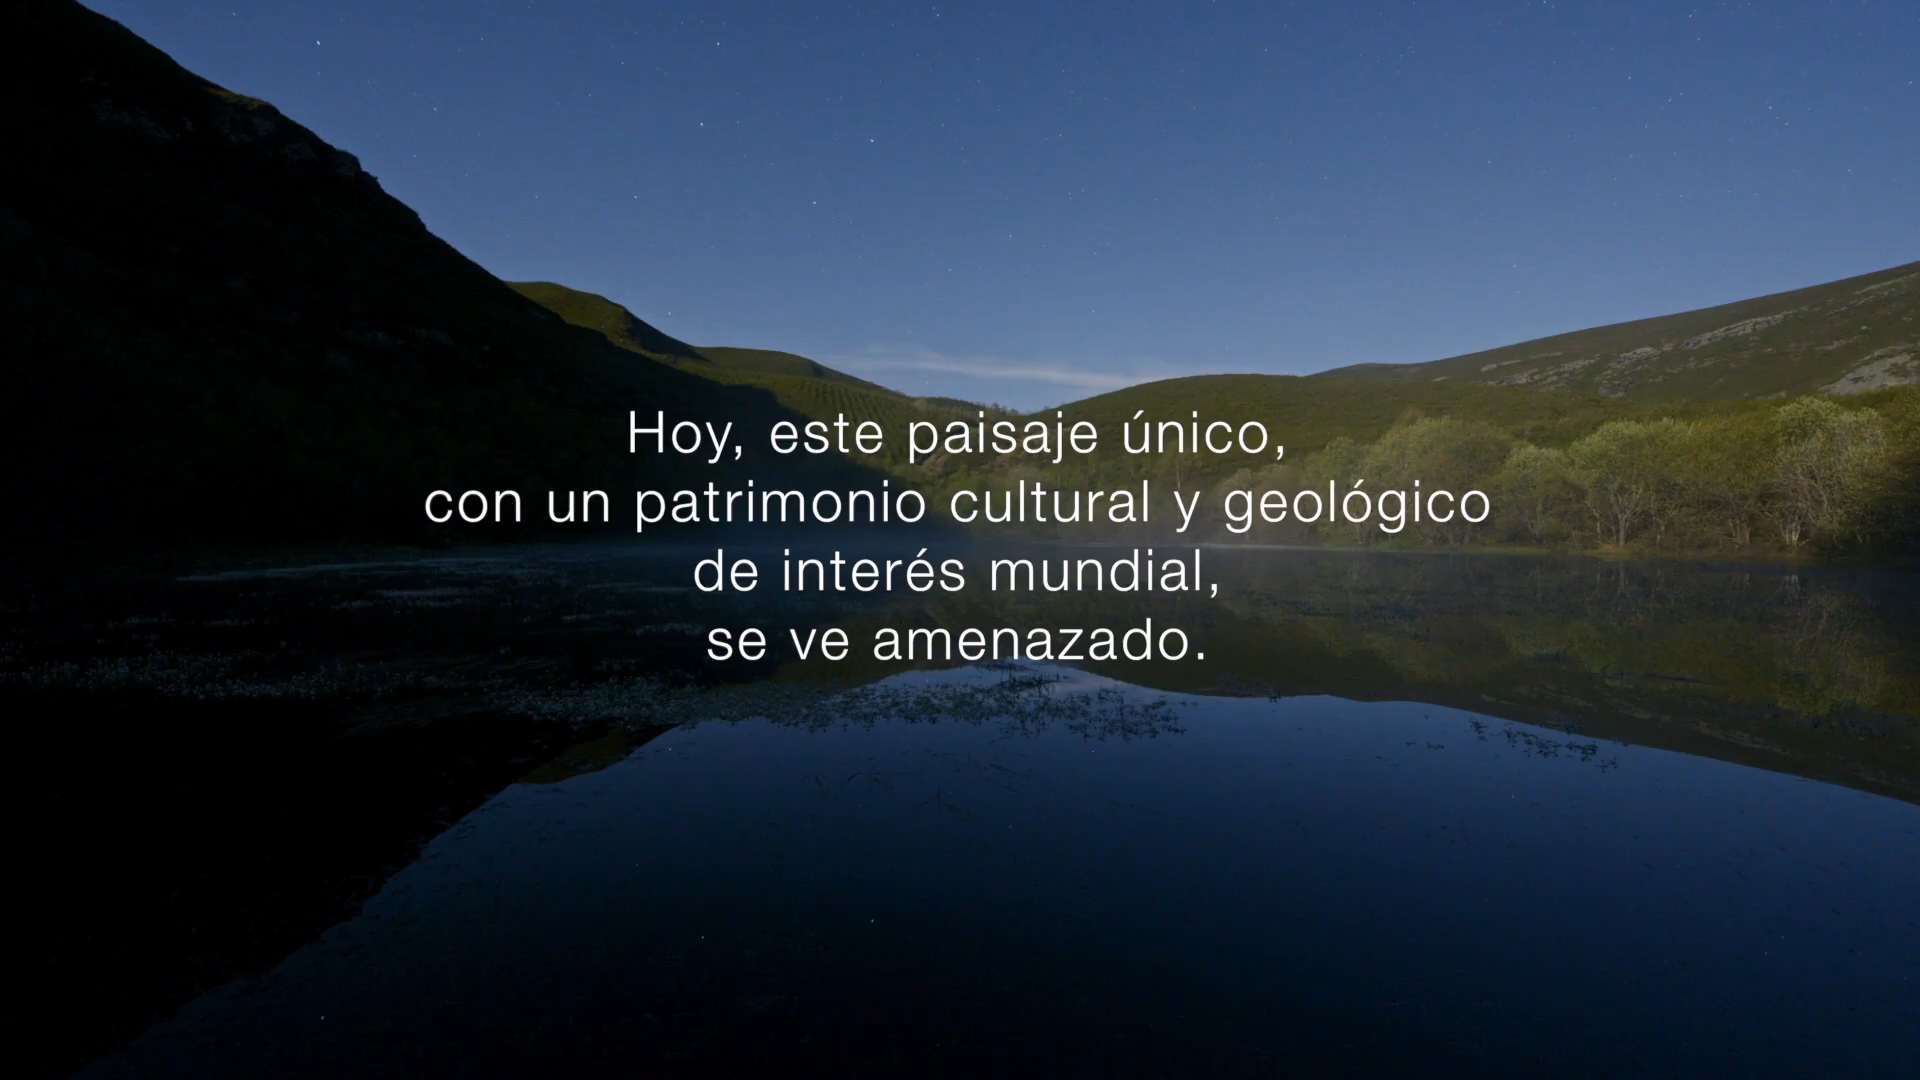 Hoy, este paisaje único,
con un patrimonio cultural y geológico
de interés mundial,
se ve amenazado.